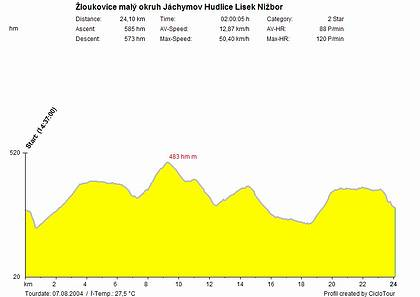 Žloukovice malý okruh Jáchymov Hudlice Lísek Nižbor
Distance: 24,10 km Time: 02:00:05 h Category: 2 Star
Ascent: 585 hm AV-Speed: 12,87 km/h AV-HR: 88 P/min
Descent: 573 hm Max-Speed: 50,40 km/h Max-HR: 120 P/min
hm
Start: (14:37:00)
520
483 hm m
20
km 2 4 6 8 10 12 14 16 18 20 22 24
Tourdate: 07.08.2004 / f-Temp.: 27,5 °C Profil created by CicloTour